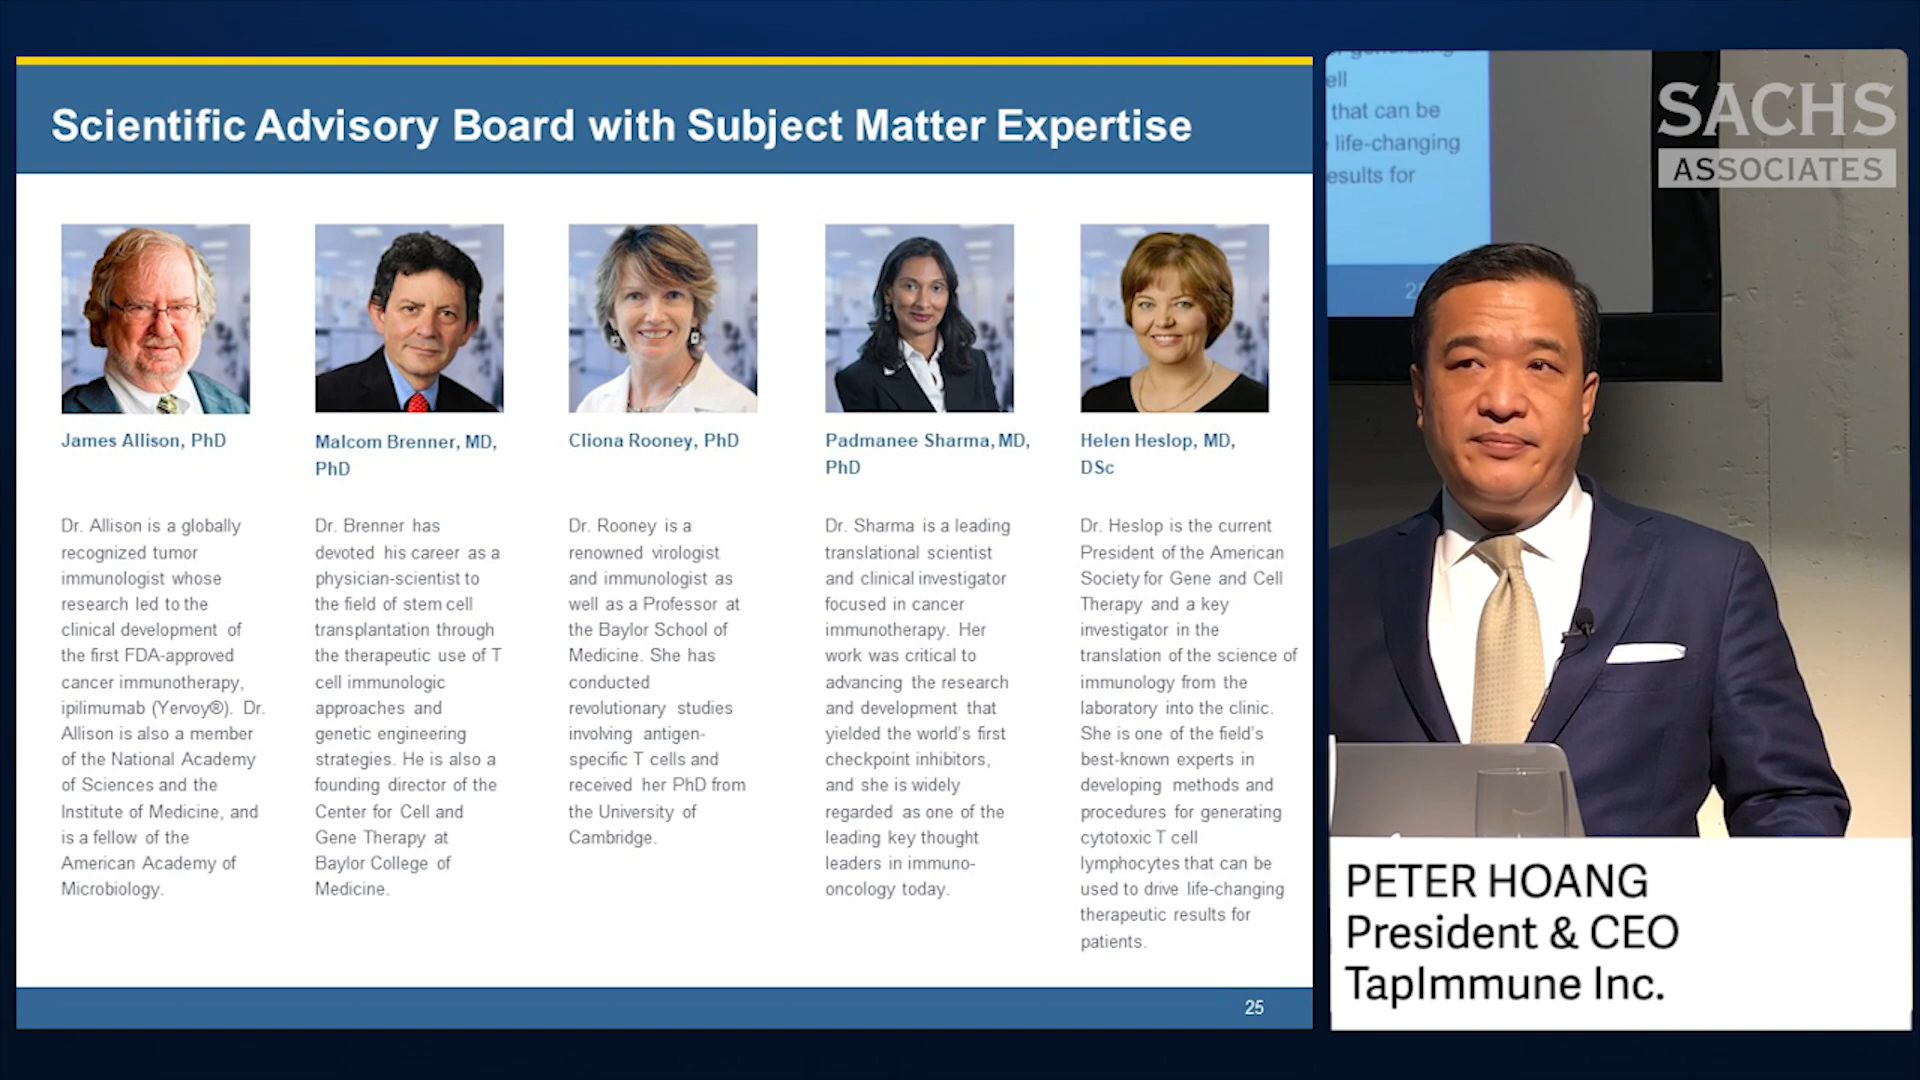 Scientific Advisory Board with Subject Matter Expertise
James Allison, PhD
Dr. Allison is a globally
recognized tumor
immunologist whose
research led to the
clinical development of
the first FDA-approved
cancer immunotherapy,
ipilimumab (Yervoy®). Dr.
Allison is also a member
of the National Academy
of Sciences and the
Institute of Medicine, and
is a fellow of the
American Academy of
Microbiology.
Malcom Brenner, MD,
PhD
Dr. Brenner has
devoted his career as a
physician-scientist to
the field of stem cell
transplantation through
the therapeutic use of T
cell immunologic
approaches and
genetic engineering
strategies. He is also a
founding director of the
Center for Cell and
Gene Therapy at
Baylor College of
Medicine.
Cliona Rooney, PhD
Dr. Rooney is a
renowned virologist
and immunologist as
well as a Professor at
the Baylor School of
Medicine. She has
conducted
revolutionary studies
involving antigen-
specific T cells and
received her PhD from
the University of
Cambridge.
Padmanee Sharma, MD,
PhD
Dr. Sharma is a leading
translational scientist
and clinical investigator
focused in cancer
immunotherapy. Her
work was critical to
advancing the research
and development that
yielded the world's first
checkpoint inhibitors,
and she is widely
regarded as one of the
leading key thought
leaders in immuno-
oncology today.
Helen Heslop, MD,
DSc
Dr. Heslop is the current
President of the American
Society for Gene and Cell
Therapy and a key
investigator in the
translation of the science of
immunology from the
laboratory into the clinic.
She is one of the field's
best-known experts in
developing methods and
procedures for generating
cytotoxic T cell
lymphocytes that can be
used to drive life-changing
therapeutic results for
patients.
25
that can be
life-changing
for
SACHS
ASSOCIATES
PETER HOANG
President & CEO
TapImmune Inc.